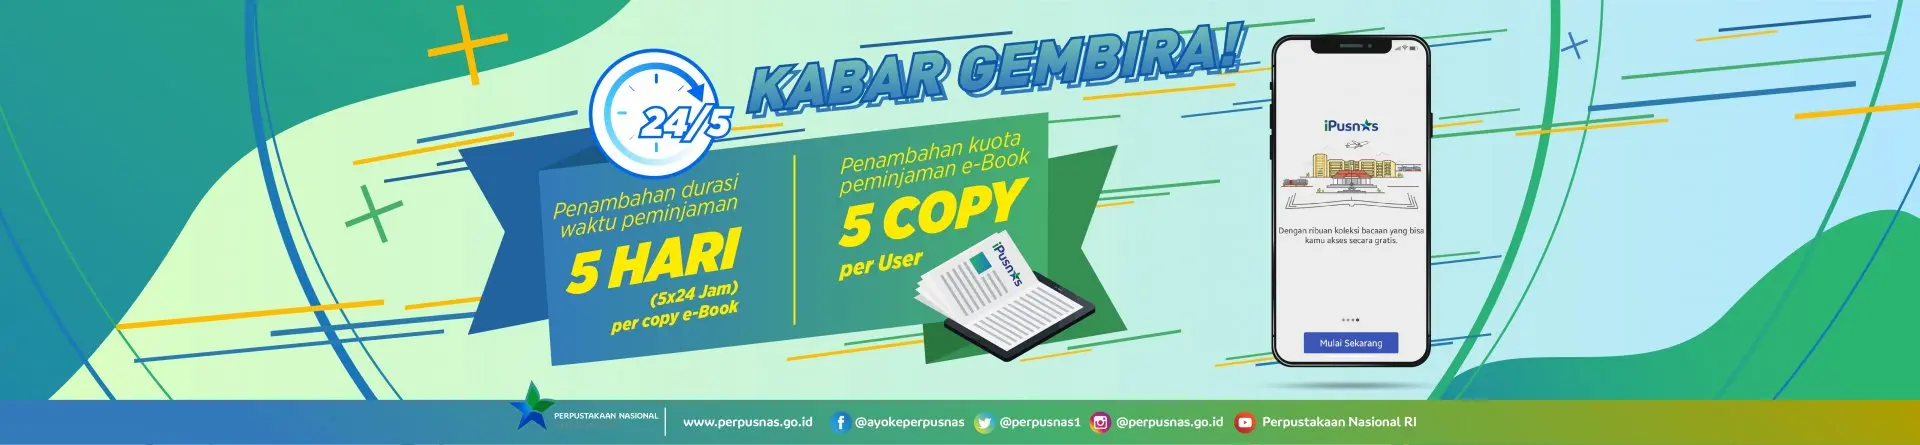 KABAR GEMBIRA!
24/5
Penambahan durasi
waktu peminjaman
5 HARI
(5x24 Jam)
per copy e-Book
Penambahan kuota
peminjaman e-Book
5 COPY
per User
iPusnas
iPusnas
Dengan ribuan koleksi bacaan yang bisa
kamu akses secara gratis.
Mulai Sekarang
PERPUSTAKAAN NASIONAL
www.perpusnas.go.id
@ayokeperpusnas
@perpusnas1
@perpusnas.go.id
Perpustakaan Nasional RI